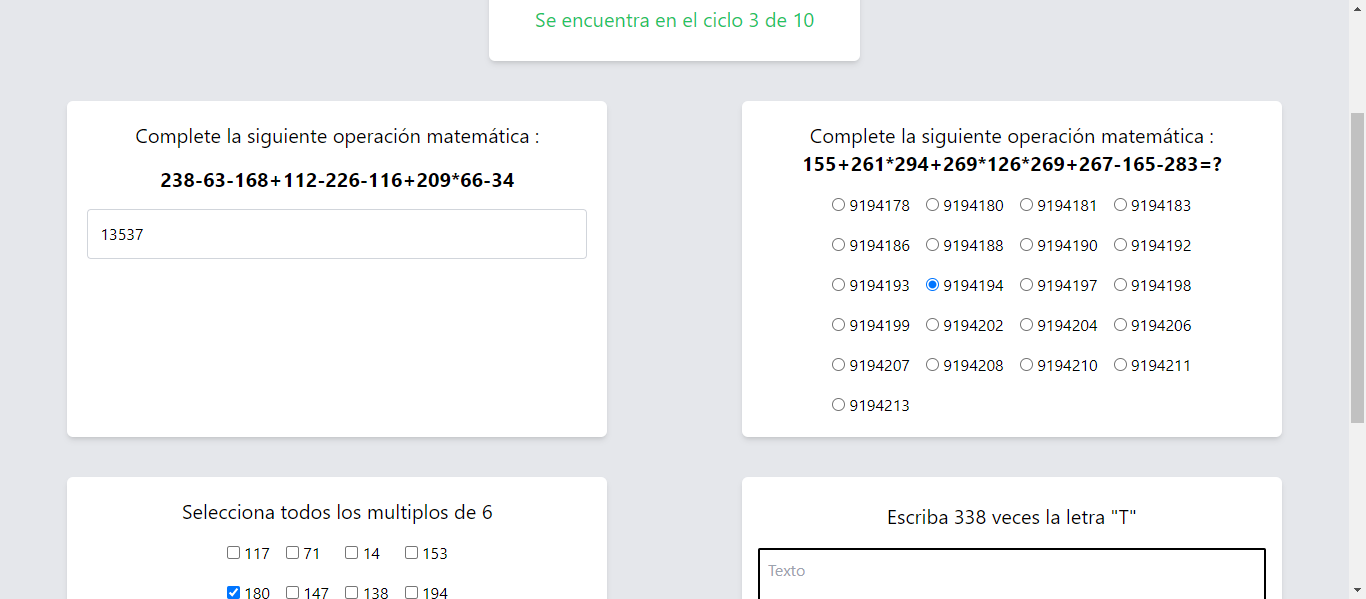 Se encuentra en el ciclo 3 de 10
Complete la siguiente operación matemática :
238-63-168+112-226-116+209*66-34
13537
Complete la siguiente operación matemática :
155+261*294+269*126*269+267-165-283=?
9194178 9194180 9194181 9194183
9194186 9194188 9194190 9194192
9194193 9194194 9194197 9194198
9194199 9194202 9194204 9194206
9194207 9194208 9194210 9194211
9194213
Selecciona todos los multiplos de 6
117 71 14 153
180 147 138 194
Escriba 338 veces la letra "T"
Texto